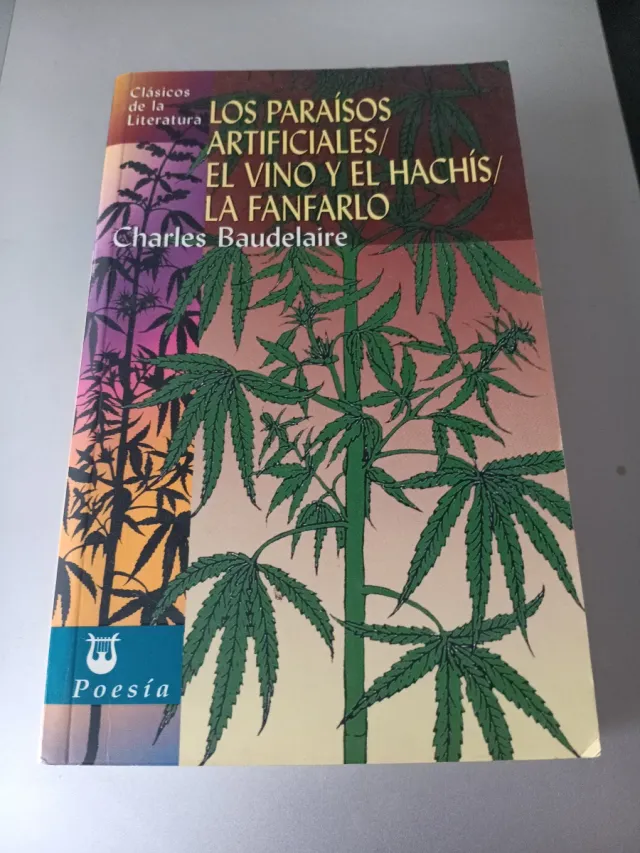 Clásicos
de la
Literatura
LOS PARAÍSOS
ARTIFICIALES/
EL VINO Y EL HACHÍS/
LA FANFARLO
Charles Baudelaire
Poesía